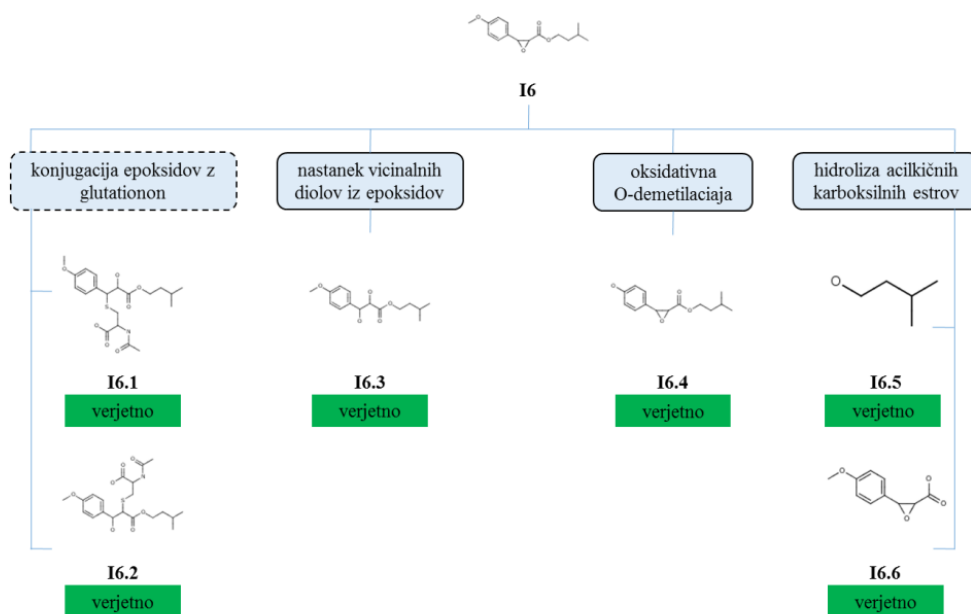 I6
konjugacija epoksidov z
glutationon
nastanek vicinalnih
diolov iz epoksidov
oksidativna
O-demetilaciaja
hidroliza acilkičnih
karboksilnih estrov
I6.1
verjetno
I6.3
verjetno
I6.4
verjetno
I6.5
verjetno
I6.2
verjetno
I6.6
verjetno